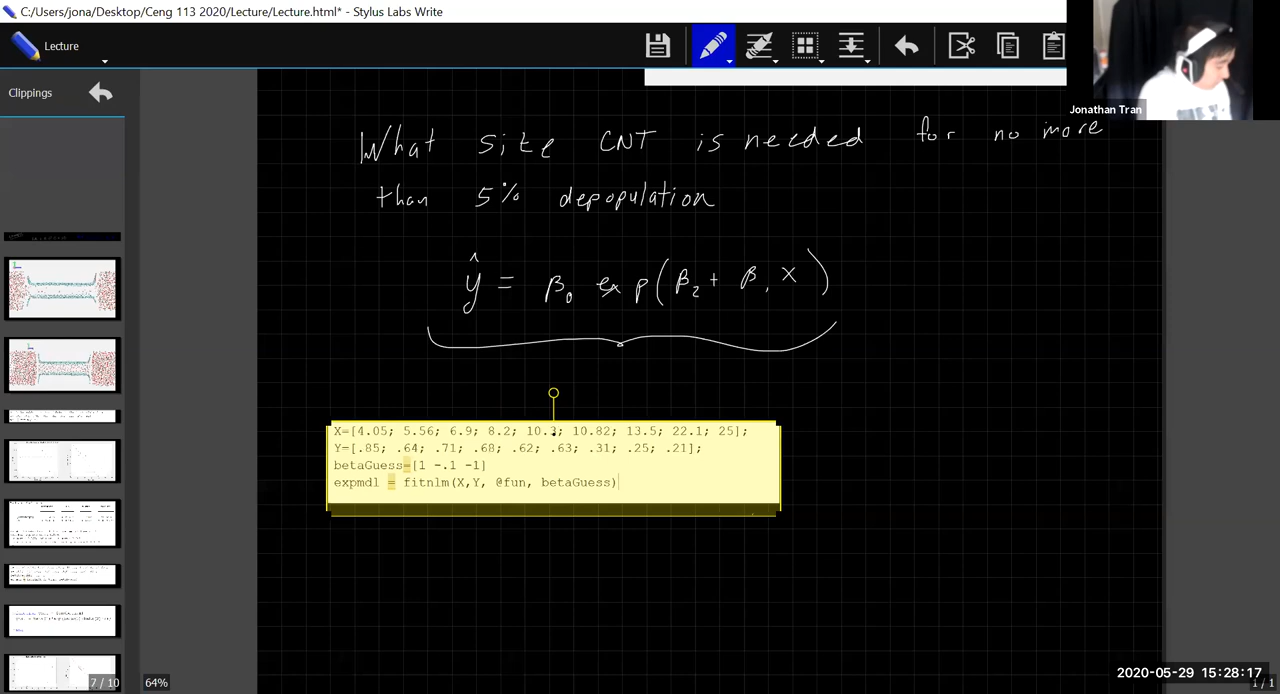 C:/Users/jona/Desktop/Ceng 113 2020/Lecture/Lecture.html* - Stylus Labs Write
Lecture
Clippings
Jonathan Tran
What size CNT is needed for no more
than 5% depopulation
ŷ = β₀ exp(β₂ + β₁ x)
X=[4.05; 5.56; 6.9; 8.2; 10.3; 10.82; 13.5; 22.1; 25];
Y=[.85; .64; .71; .68; .62; .63; .31; .25; .21];
betaGuess=[1 -.1 -1]
expmdl = fitnlm(X,Y, @fun, betaGuess)
7 / 10
64%
2020-05-29 15:28:17
1 / 1